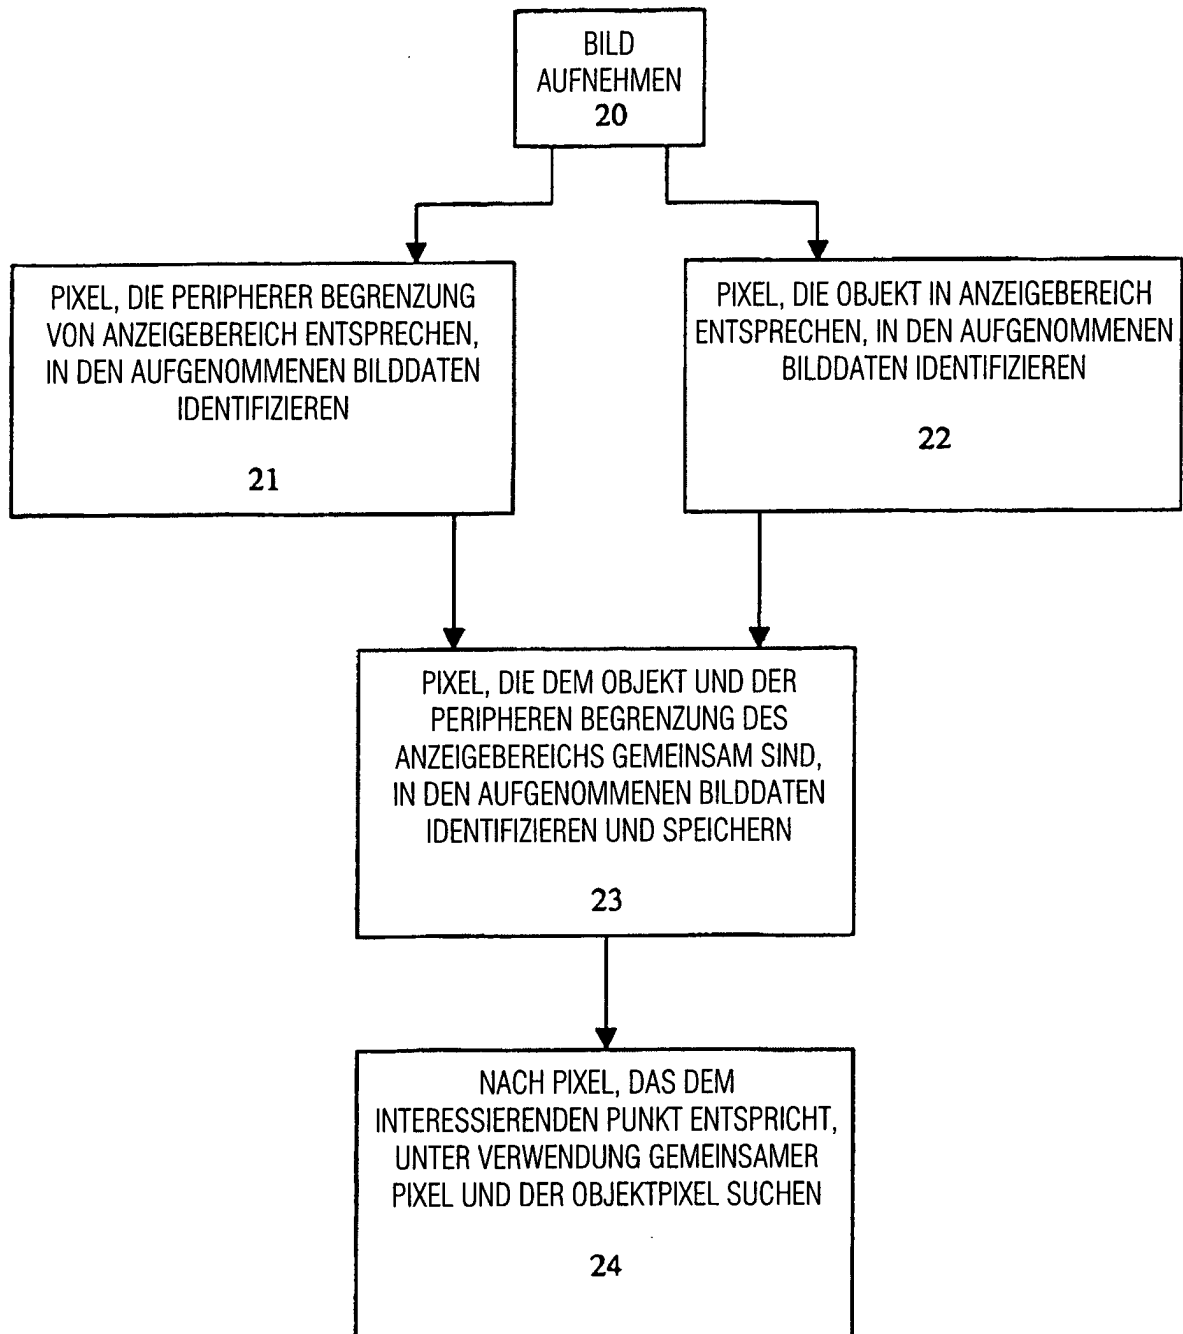 BILD
AUFNEHMEN
20
PIXEL, DIE PERIPHERER BEGRENZUNG
VON ANZEIGEBEREICH ENTSPRECHEN,
IN DEN AUFGENOMMENEN BILDDATEN
IDENTIFIZIEREN
21
PIXEL, DIE OBJEKT IN ANZEIGEBEREICH
ENTSPRECHEN, IN DEN AUFGENOMMENEN
BILDDATEN IDENTIFIZIEREN
22
PIXEL, DIE DEM OBJEKT UND DER
PERIPHEREN BEGRENZUNG DES
ANZEIGEBEREICHS GEMEINSAM SIND,
IN DEN AUFGENOMMENEN BILDDATEN
IDENTIFIZIEREN UND SPEICHERN
23
NACH PIXEL, DAS DEM
INTERESSIERENDEN PUNKT ENTSPRICHT,
UNTER VERWENDUNG GEMEINSAMER
PIXEL UND DER OBJEKTPIXEL SUCHEN
24